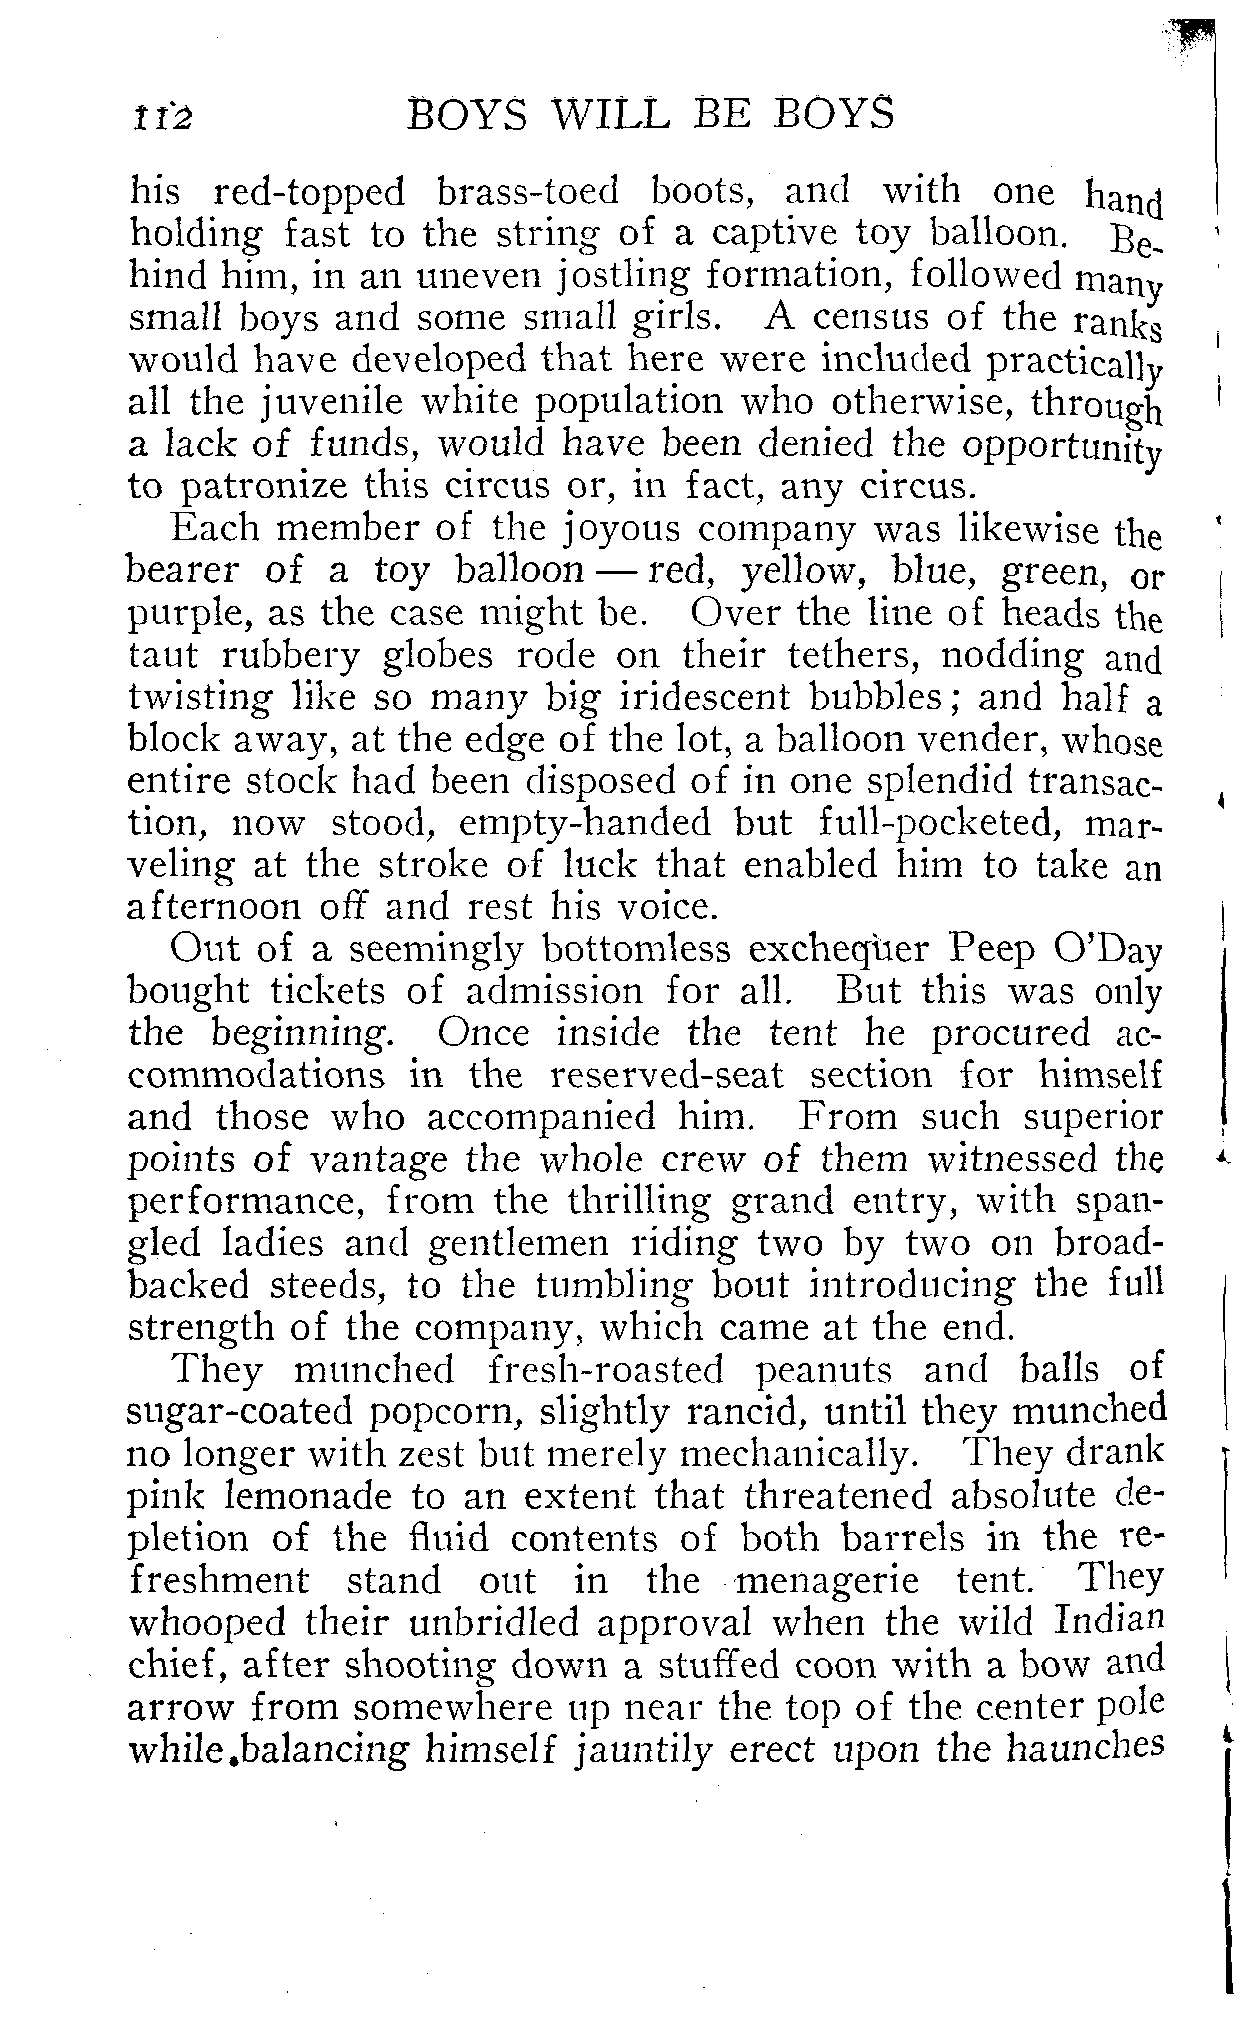 112 BOYS WILL BE BOYS
his red-topped brass-toed boots, and with one hand
holding fast to the string of a captive toy balloon. Be-
hind him, in an uneven jostling formation, followed many
small boys and some small girls. A census of the ranks
would have developed that here were included practically
all the juvenile white population who otherwise, through
a lack of funds, would have been denied the opportunity
to patronize this circus or, in fact, any circus.
Each member of the joyous company was likewise the
bearer of a toy balloon — red, yellow, blue, green, or
purple, as the case might be. Over the line of heads the
taut rubbery globes rode on their tethers, nodding and
twisting like so many big iridescent bubbles; and half a
block away, at the edge of the lot, a balloon vender, whose
entire stock had been disposed of in one splendid transac-
tion, now stood, empty-handed but full-pocketed, mar-
veling at the stroke of luck that enabled him to take an
afternoon off and rest his voice.
Out of a seemingly bottomless exchequer Peep O'Day
bought tickets of admission for all. But this was only
the beginning. Once inside the tent he procured ac-
commodations in the reserved-seat section for himself
and those who accompanied him. From such superior
points of vantage the whole crew of them witnessed the
performance, from the thrilling grand entry, with span-
gled ladies and gentlemen riding two by two on broad-
backed steeds, to the tumbling bout introducing the full
strength of the company, which came at the end.
They munched fresh-roasted peanuts and balls of
sugar-coated popcorn, slightly rancid, until they munched
no longer with zest but merely mechanically. They drank
pink lemonade to an extent that threatened absolute de-
pletion of the fluid contents of both barrels in the re-
freshment stand out in the menagerie tent. They
whooped their unbridled approval when the wild Indian
chief, after shooting down a stuffed coon with a bow and
arrow from somewhere up near the top of the center pole
while balancing himself jauntily erect upon the haunches